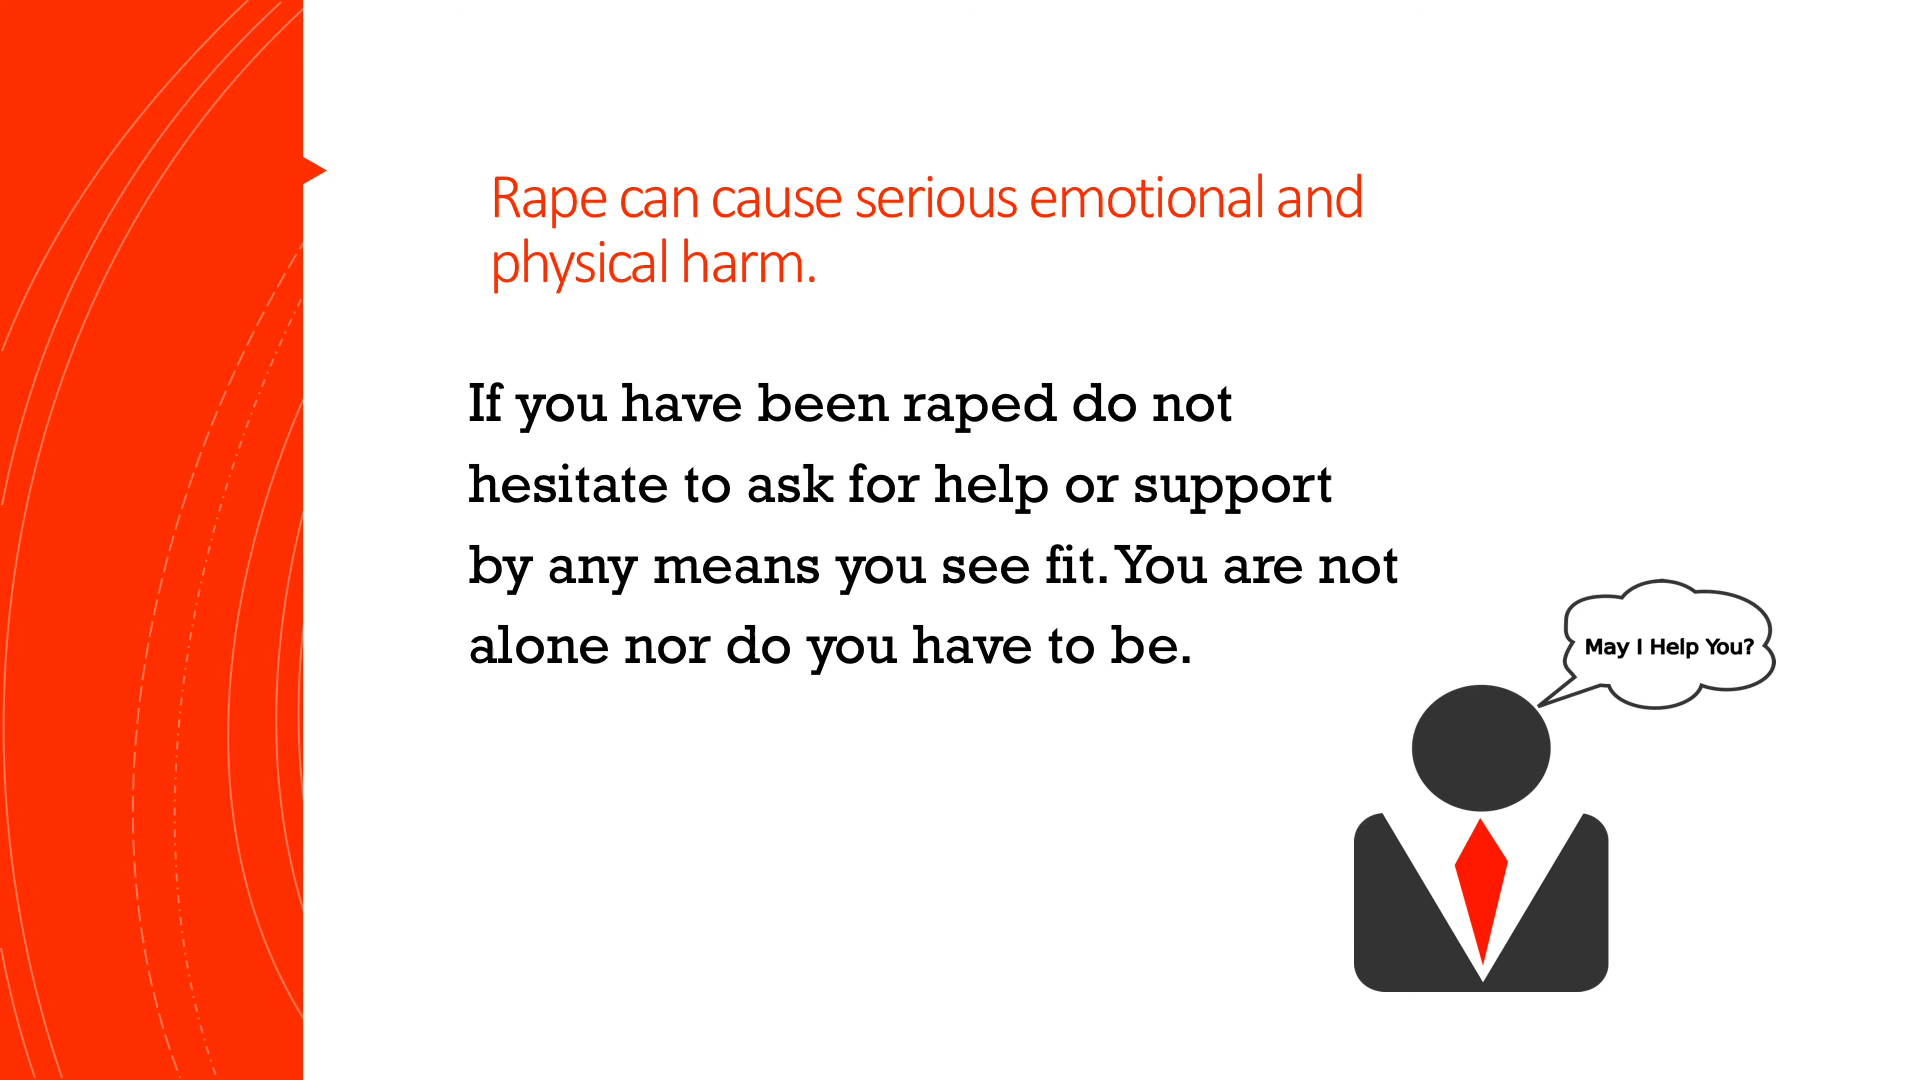 Rape can cause serious emotional and
physical harm.
If you have been raped do not
hesitate to ask for help or support
by any means you see fit. You are not
alone nor do you have to be.
May I Help You?